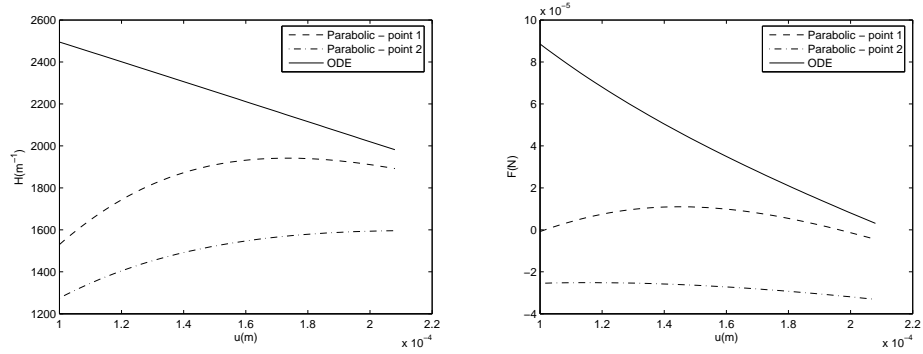 2600
2400
2200
2000
1800
1600
1400
1200
H(m⁻¹)
Parabolic − point 1
Parabolic − point 2
ODE
1 1.2 1.4 1.6 1.8 2 2.2
u(m)
x 10⁻⁴
x 10⁻⁵
10
8
6
4
2
0
−2
−4
F(N)
Parabolic − point 1
Parabolic − point 2
ODE
1 1.2 1.4 1.6 1.8 2 2.2
u(m)
x 10⁻⁴